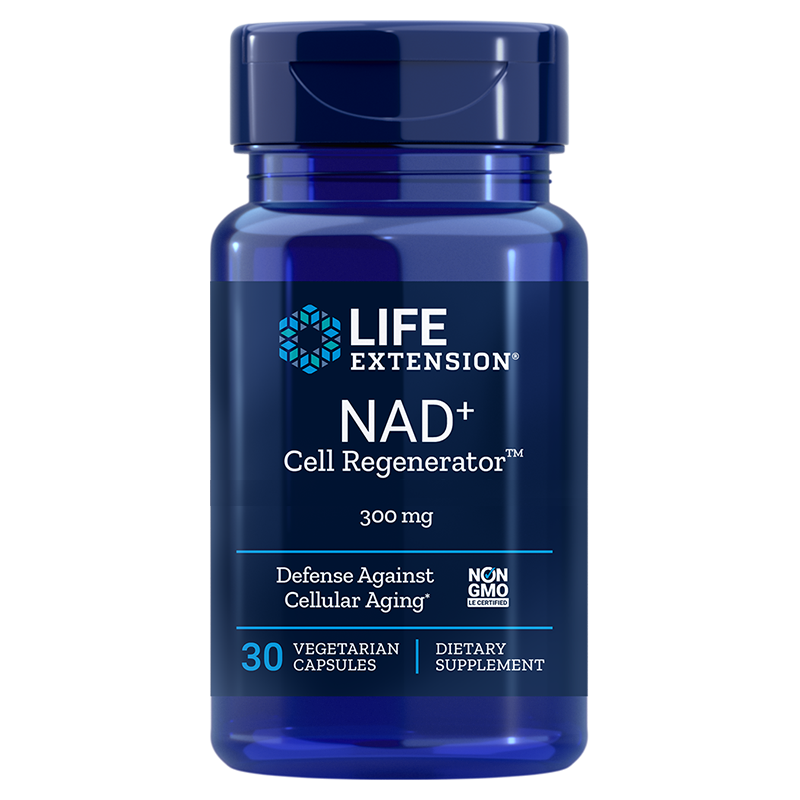 LIFE
EXTENSION®
NAD+
Cell Regenerator™
300 mg
Defense Against
Cellular Aging*
NON
GMO
LE CERTIFIED
30 VEGETARIAN
CAPSULES
DIETARY
SUPPLEMENT